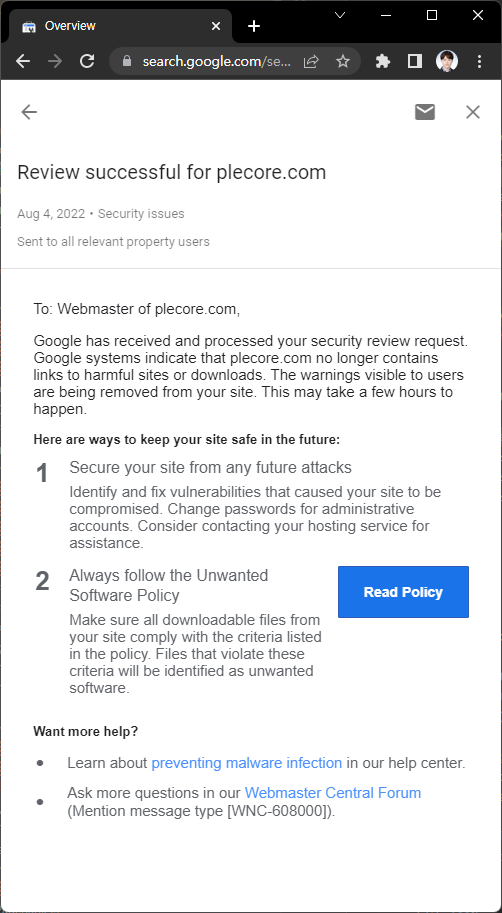 Overview
search.google.com/se...
Review successful for plecore.com
Aug 4, 2022 • Security issues
Sent to all relevant property users
To: Webmaster of plecore.com,
Google has received and processed your security review request.
Google systems indicate that plecore.com no longer contains
links to harmful sites or downloads. The warnings visible to users
are being removed from your site. This may take a few hours to
happen.
Here are ways to keep your site safe in the future:
1 Secure your site from any future attacks
Identify and fix vulnerabilities that caused your site to be
compromised. Change passwords for administrative
accounts. Consider contacting your hosting service for
assistance.
2 Always follow the Unwanted
Software Policy
Make sure all downloadable files from
your site comply with the criteria listed
in the policy. Files that violate these
criteria will be identified as unwanted
software.
Read Policy
Want more help?
• Learn about preventing malware infection in our help center.
• Ask more questions in our Webmaster Central Forum
(Mention message type [WNC-608000]).